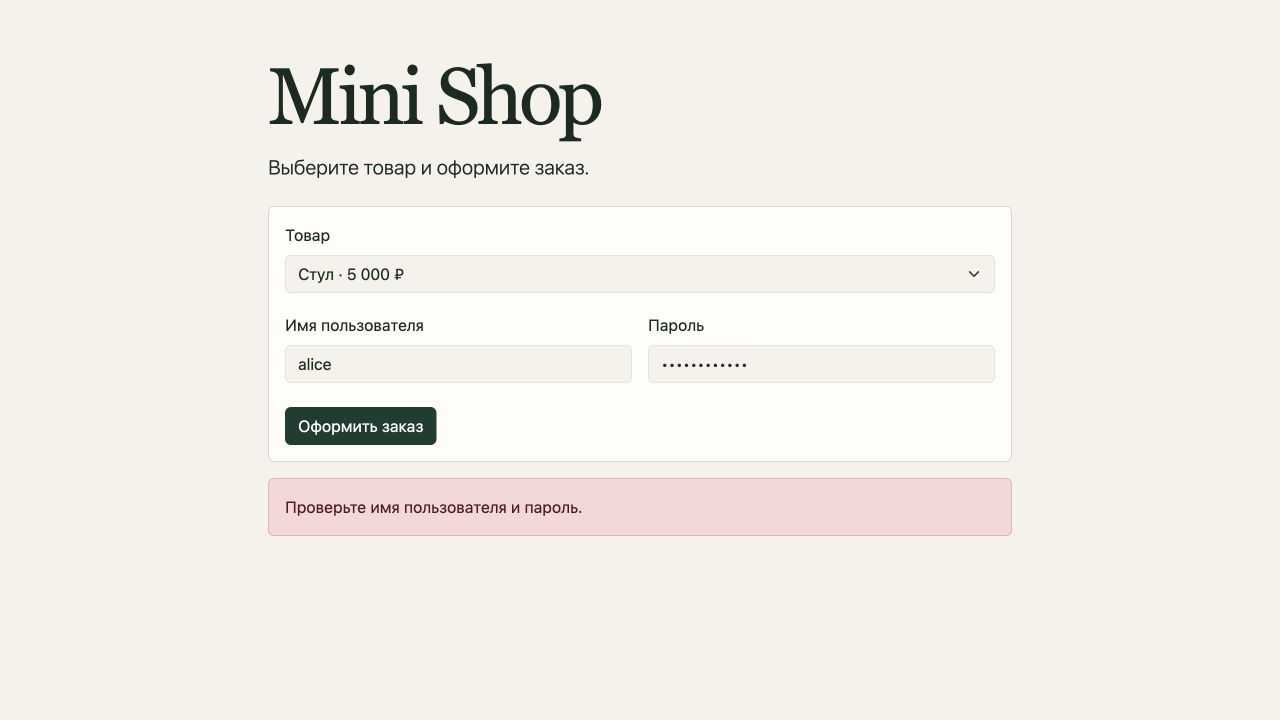 Mini Shop
Выберите товар и оформите заказ.
Товар
Стул · 5 000 ₽
Имя пользователя
Пароль
alice
••••••••••••
Оформить заказ
Проверьте имя пользователя и пароль.